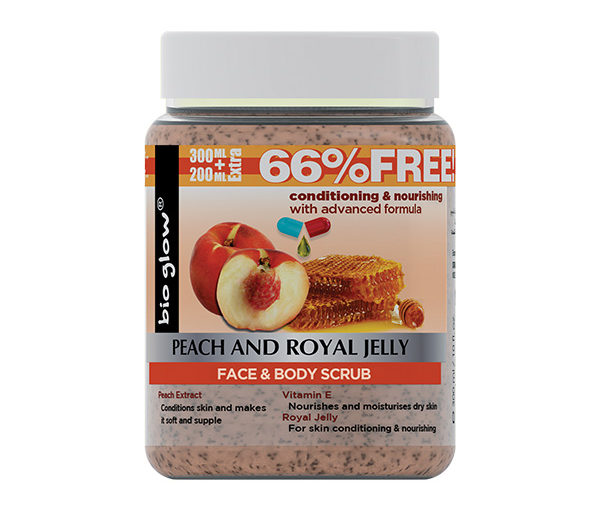 300ML
+
200ML
Extra
66%FREE!
conditioning & nourishing
with advanced formula
bio glow®
PEACH AND ROYAL JELLY
FACE & BODY SCRUB
Peach Extract
Conditions skin and makes
it soft and supple
Vitamin E
Nourishes and moisturises dry skin
Royal Jelly
For skin conditioning & nourishing